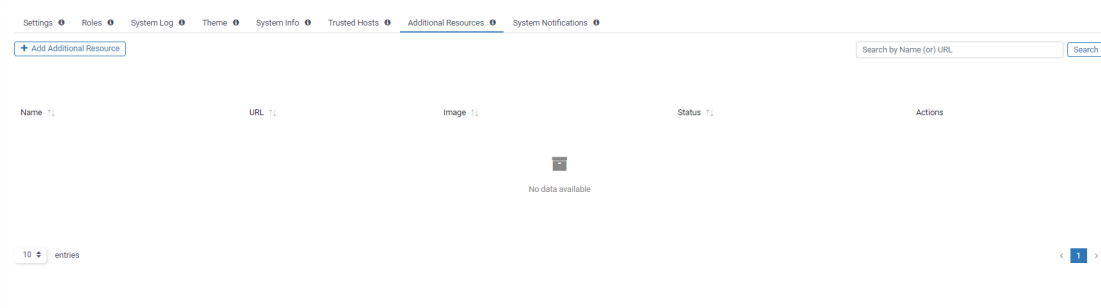 Settings Roles System Log Theme System Info Trusted Hosts Additional Resources System Notifications
+ Add Additional Resource Search by Name (or) URL Search
Name URL Image Status Actions
No data available
10 entries < 1 >